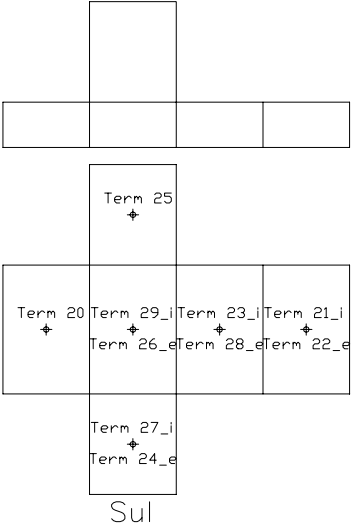 Term 25
Term 20 Term 29_i Term 23_i Term 21_i
Term 26_e Term 28_e Term 22_e
Term 27_i
Term 24_e
Sul